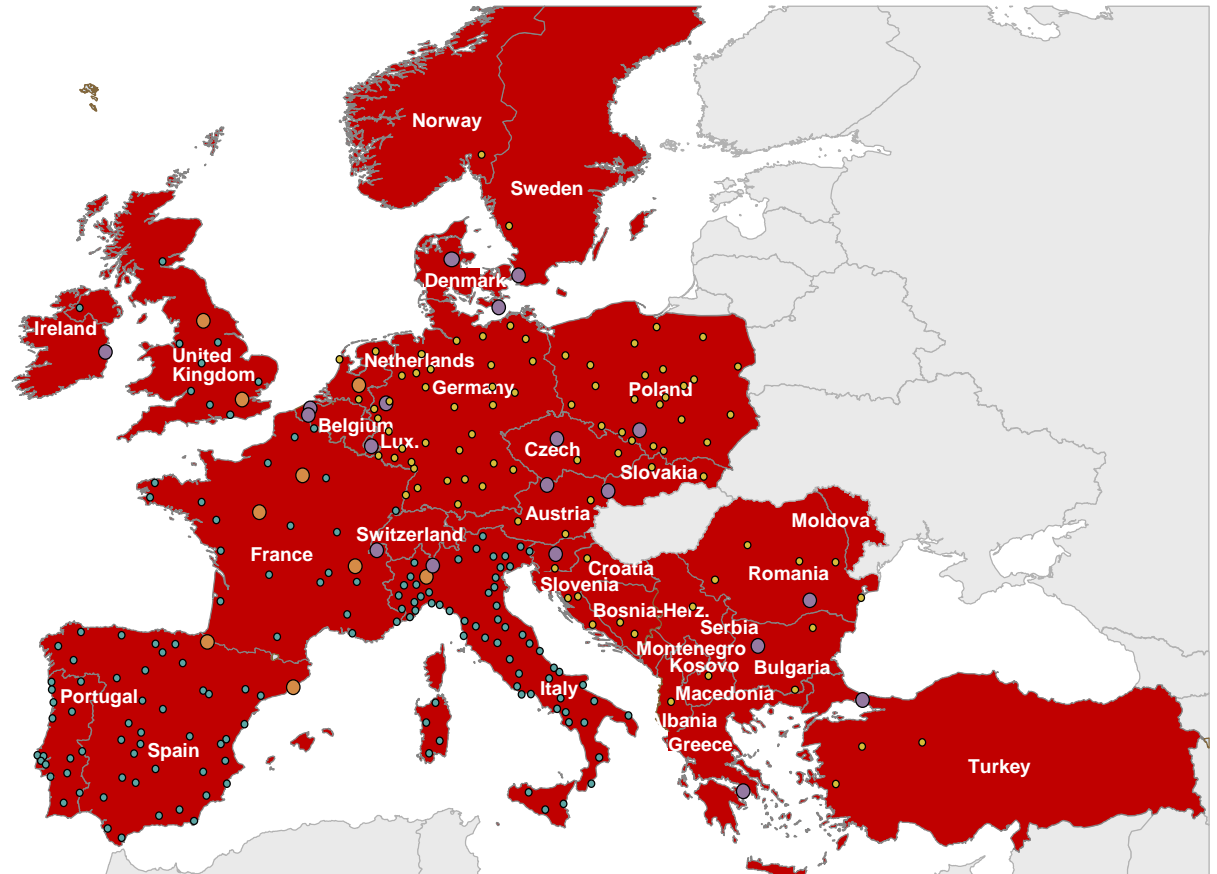 Norway
Sweden
Denmark
Ireland
United
Kingdom
Netherlands
Germany
Poland
Belgium
Lux.
Czech
Slovakia
Austria
Moldova
Switzerland
France
Croatia
Slovenia
Romania
Bosnia-Herz.
Serbia
Montenegro
Kosovo
Bulgaria
Portugal
Italy
Macedonia
lbania
Greece
Spain
Turkey